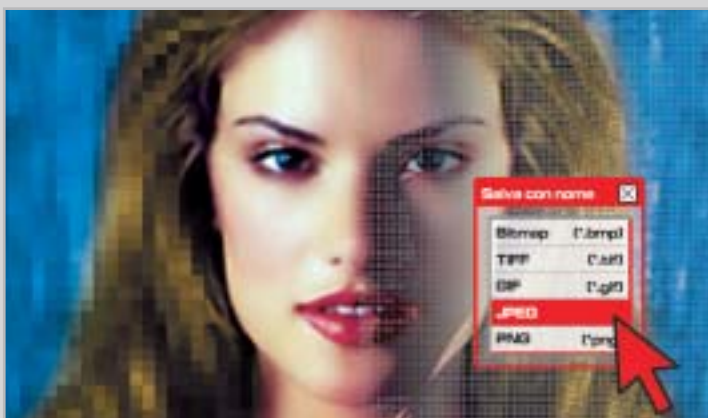 Salva con nome
Bitmap (*.bmp)
TIFF (*.tif)
GIF (*.gif)
JPEG
PNG (*.png